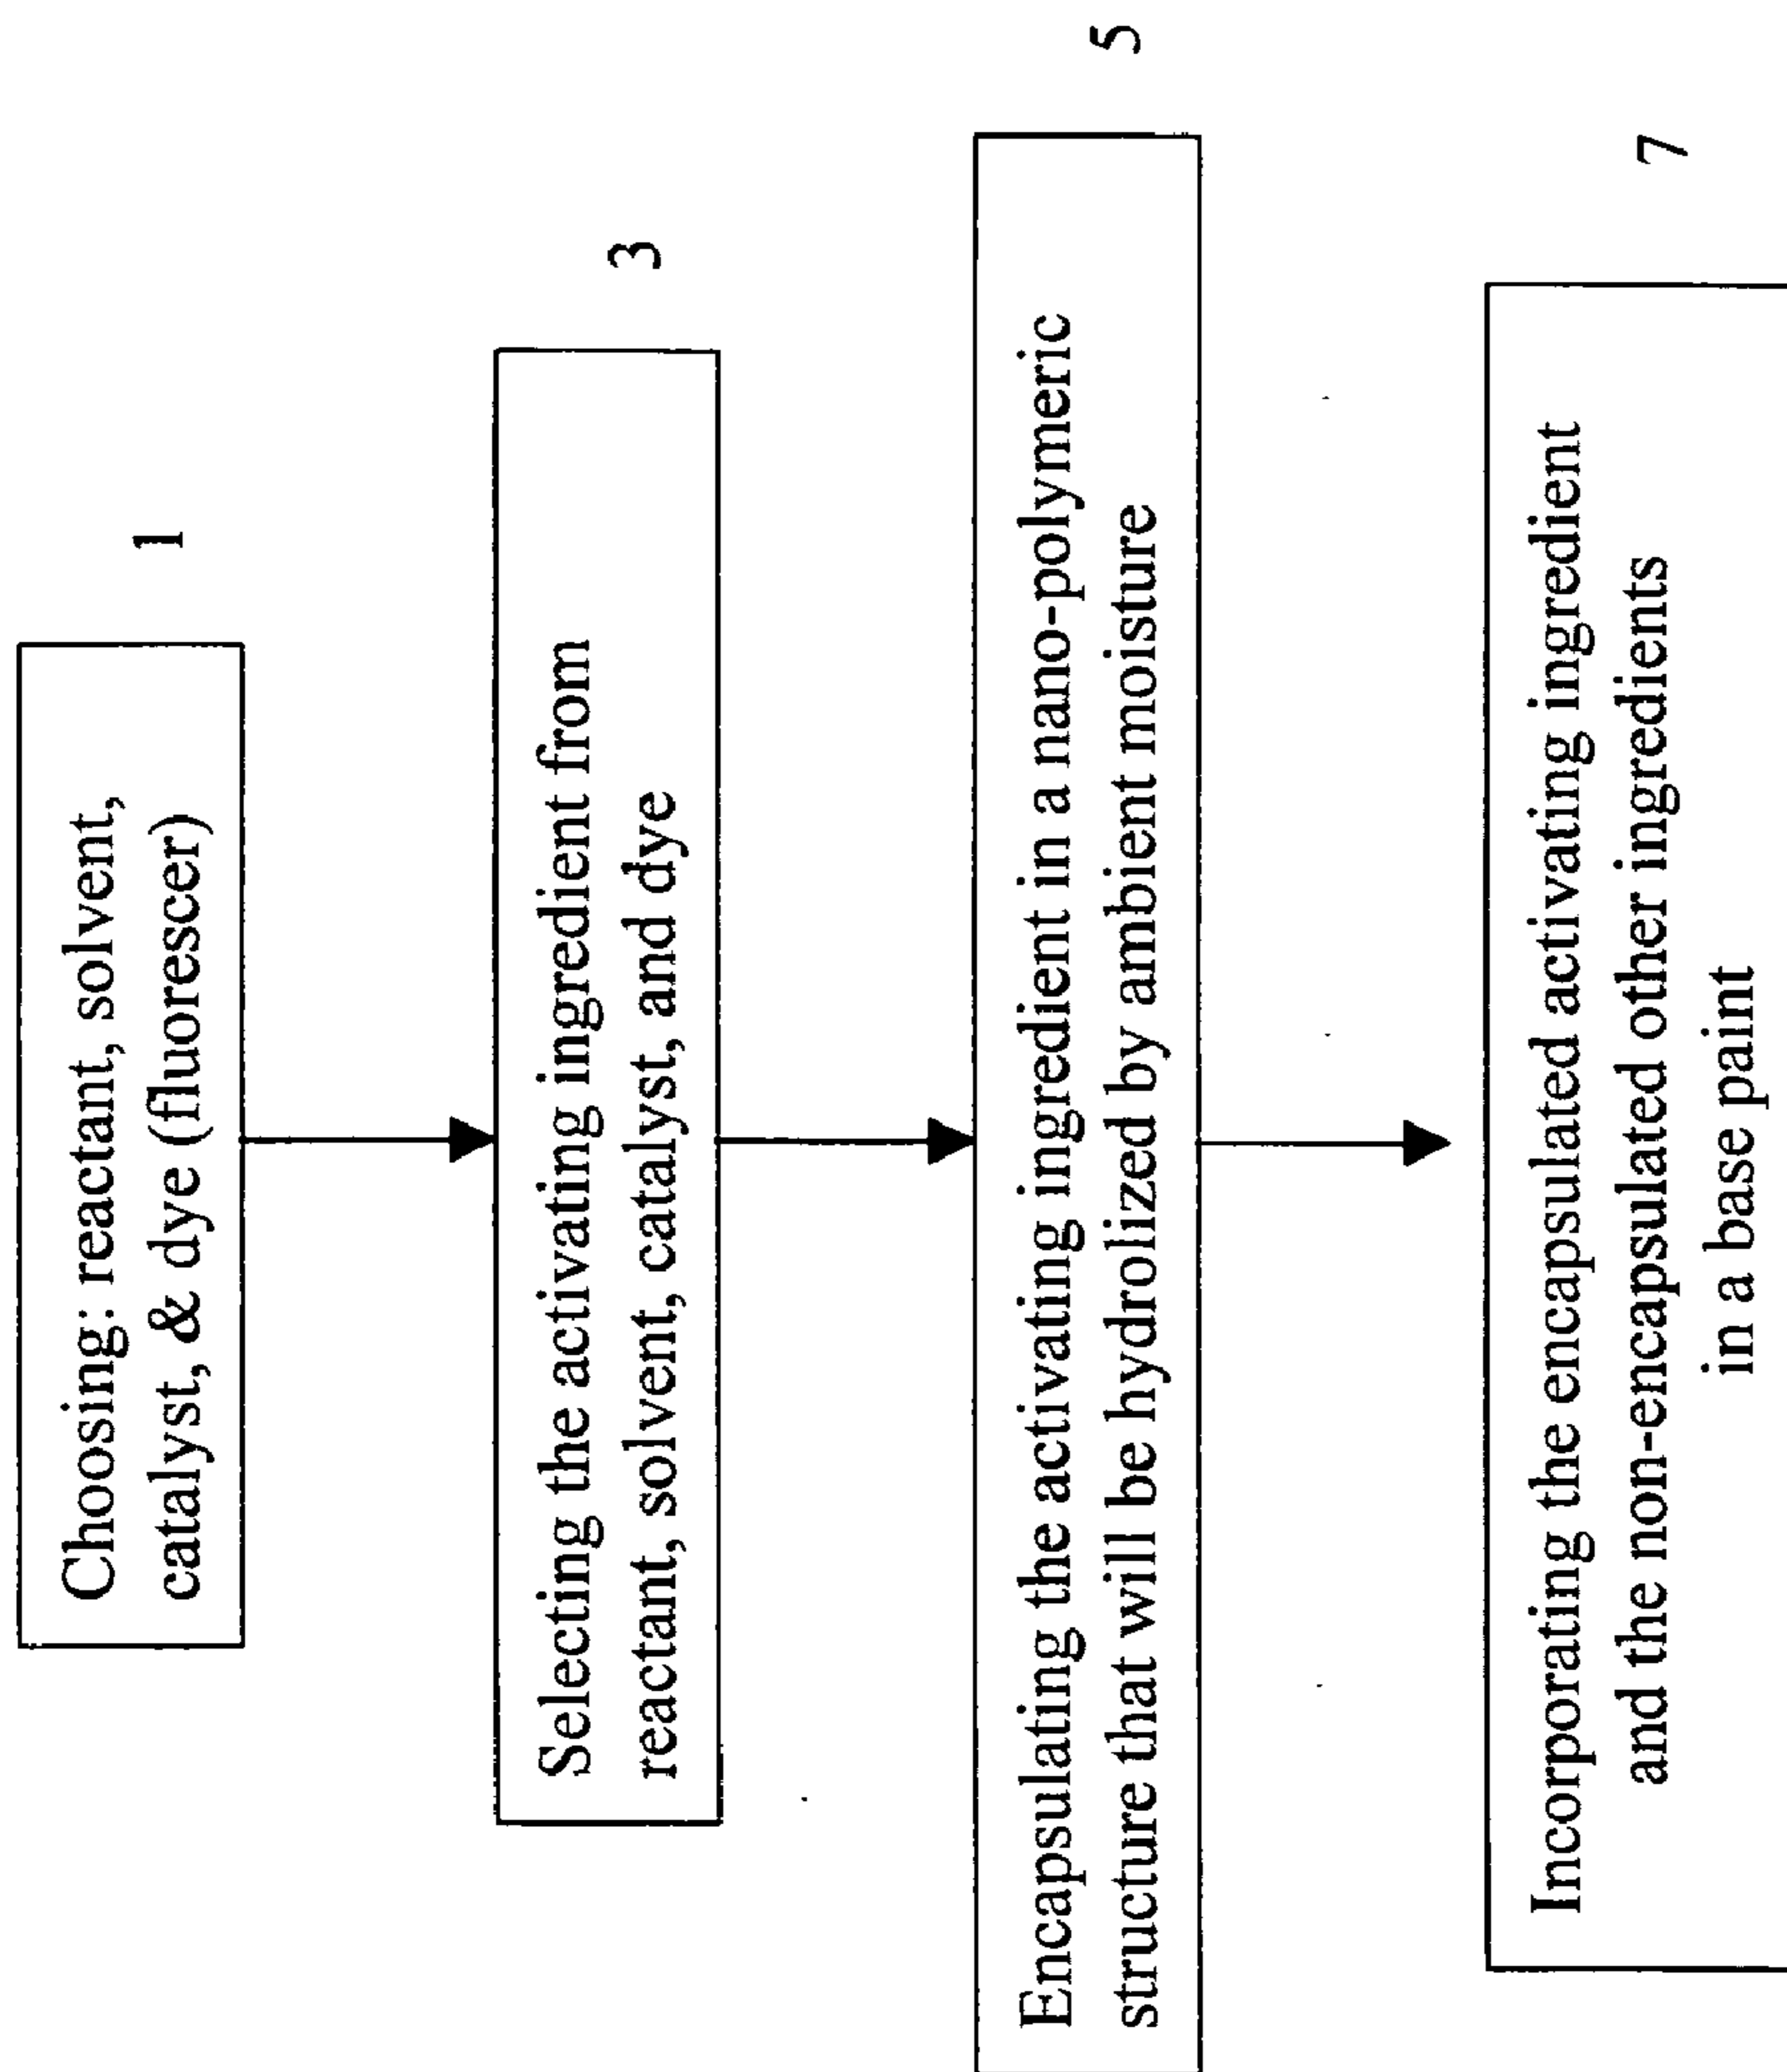 Choosing: reactant, solvent,
catalyst, & dye (fluorescer)
1
Selecting the activating ingredient from
reactant, solvent, catalyst, and dye
3
Encapsulating the activating ingredient in a nano-polymeric
structure that will be hydrolized by ambient moisture
5
Incorporating the encapsulated activating ingredient
and the non-encapsulated other ingredients
in a base paint
7